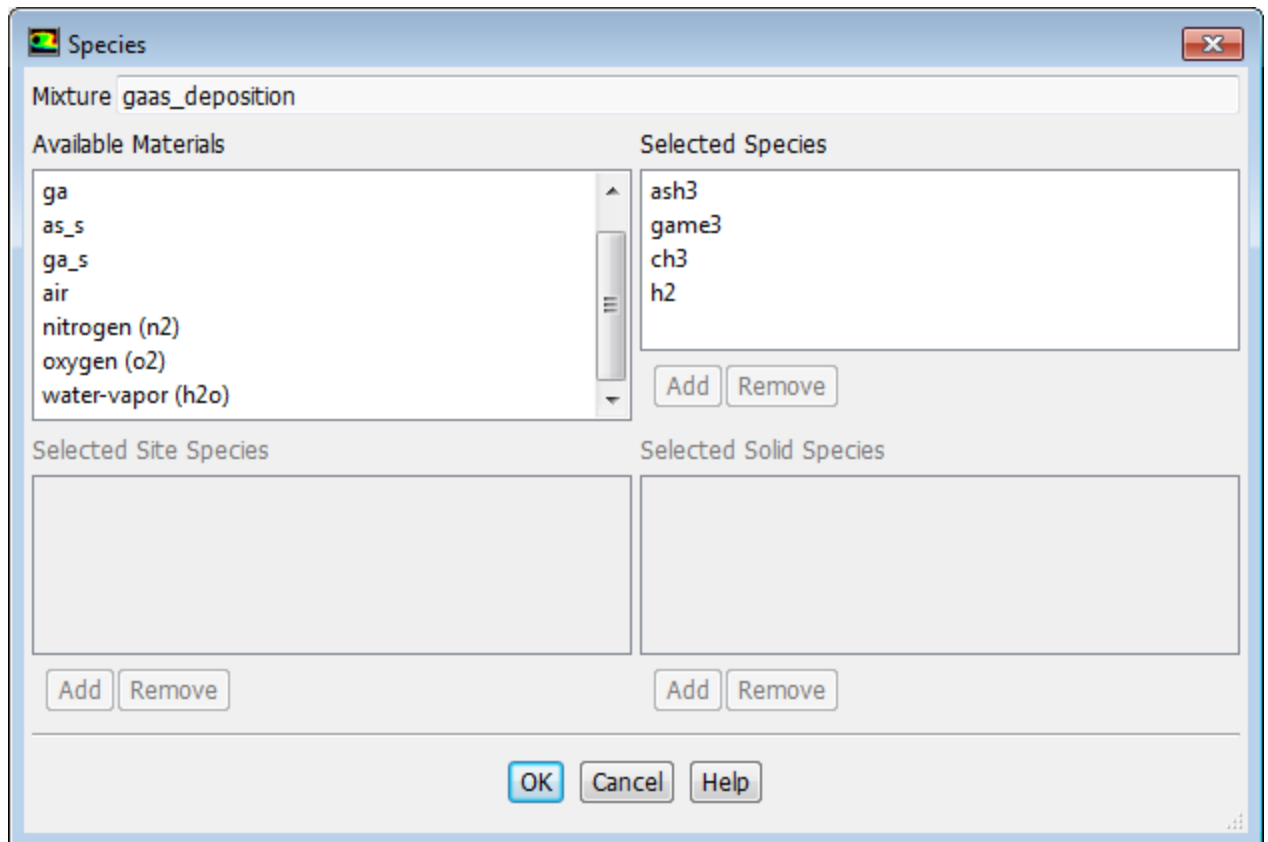 Species
Mixture gaas_deposition
Available Materials
ga
as_s
ga_s
air
nitrogen (n2)
oxygen (o2)
water-vapor (h2o)
Selected Species
ash3
game3
ch3
h2
Add Remove
Selected Site Species
Add Remove
Selected Solid Species
Add Remove
OK Cancel Help